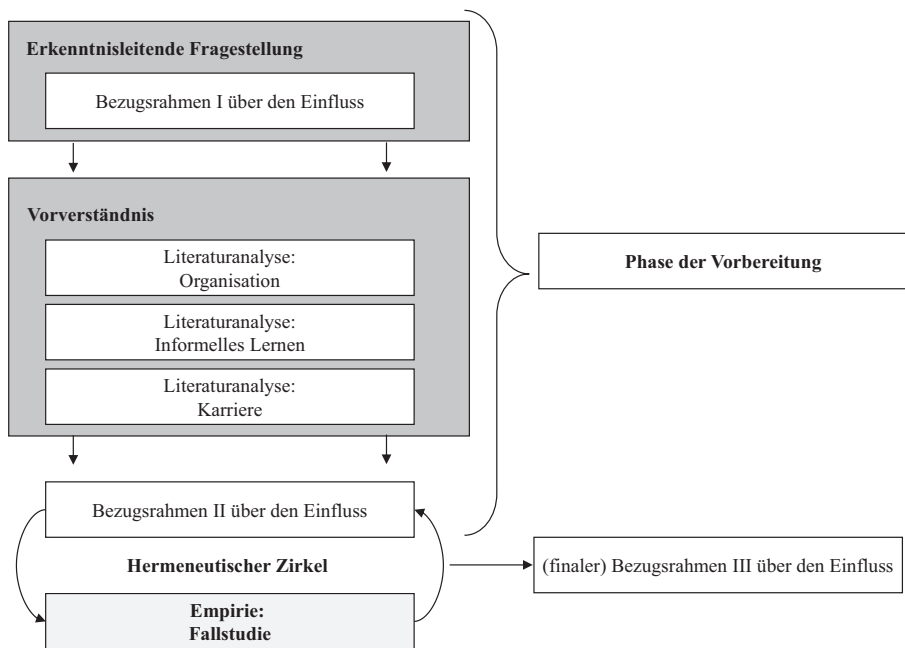 Erkenntnisleitende Fragestellung
Bezugsrahmen I über den Einfluss
Vorverständnis
Literaturanalyse:
Organisation
Literaturanalyse:
Informelles Lernen
Literaturanalyse:
Karriere
Phase der Vorbereitung
Bezugsrahmen II über den Einfluss
Hermeneutischer Zirkel
(finaler) Bezugsrahmen III über den Einfluss
Empirie:
Fallstudie